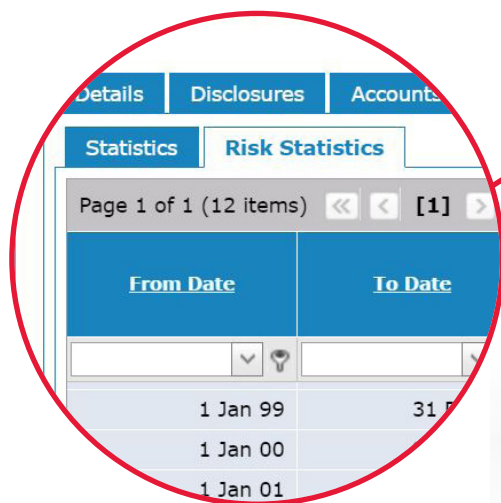 Details Disclosures Accounts
Statistics Risk Statistics
Page 1 of 1 (12 items) [1]
From Date To Date
1 Jan 99 31
1 Jan 00
1 Jan 01